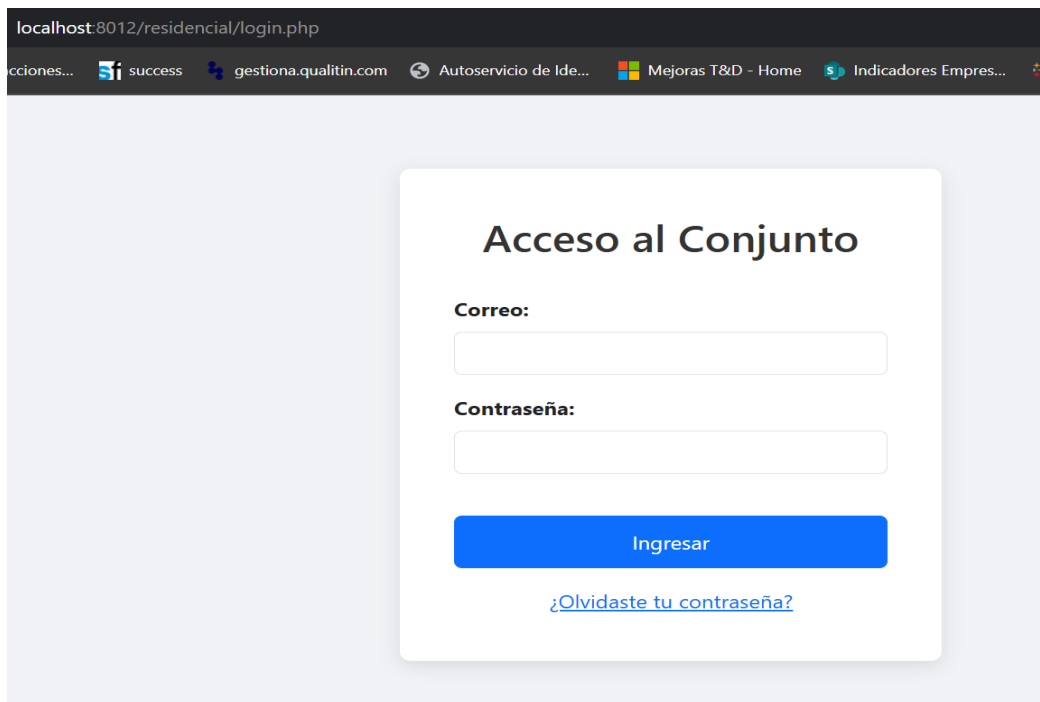 localhost:8012/residencial/login.php
cciones... success gestiona.qualitin.com Autoservicio de Ide... Mejoras T&D - Home Indicadores Empres...
Acceso al Conjunto
Correo:
Contraseña:
Ingresar
¿Olvidaste tu contraseña?